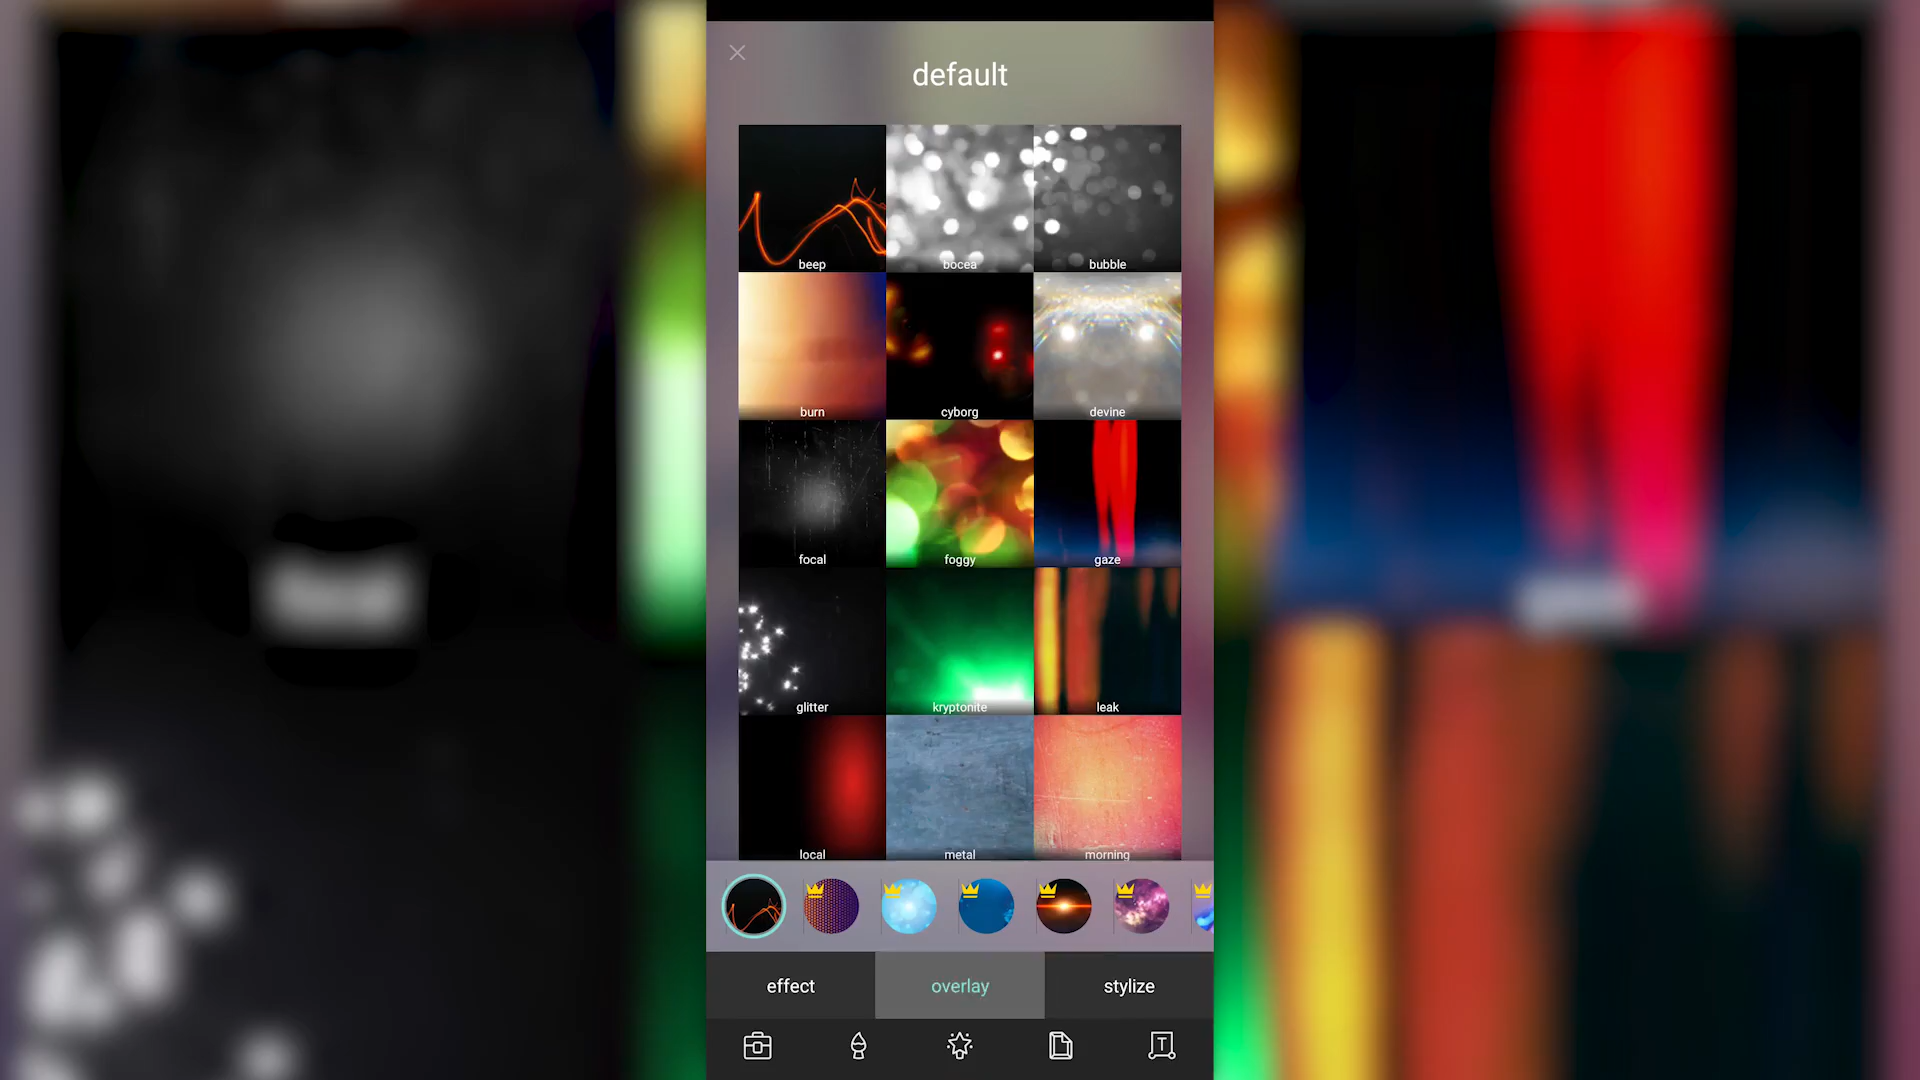 default
beep
bocea
bubble
burn
cyborg
devine
focal
foggy
gaze
glitter
kryptonite
leak
local
metal
morning
effect
overlay
stylize
T